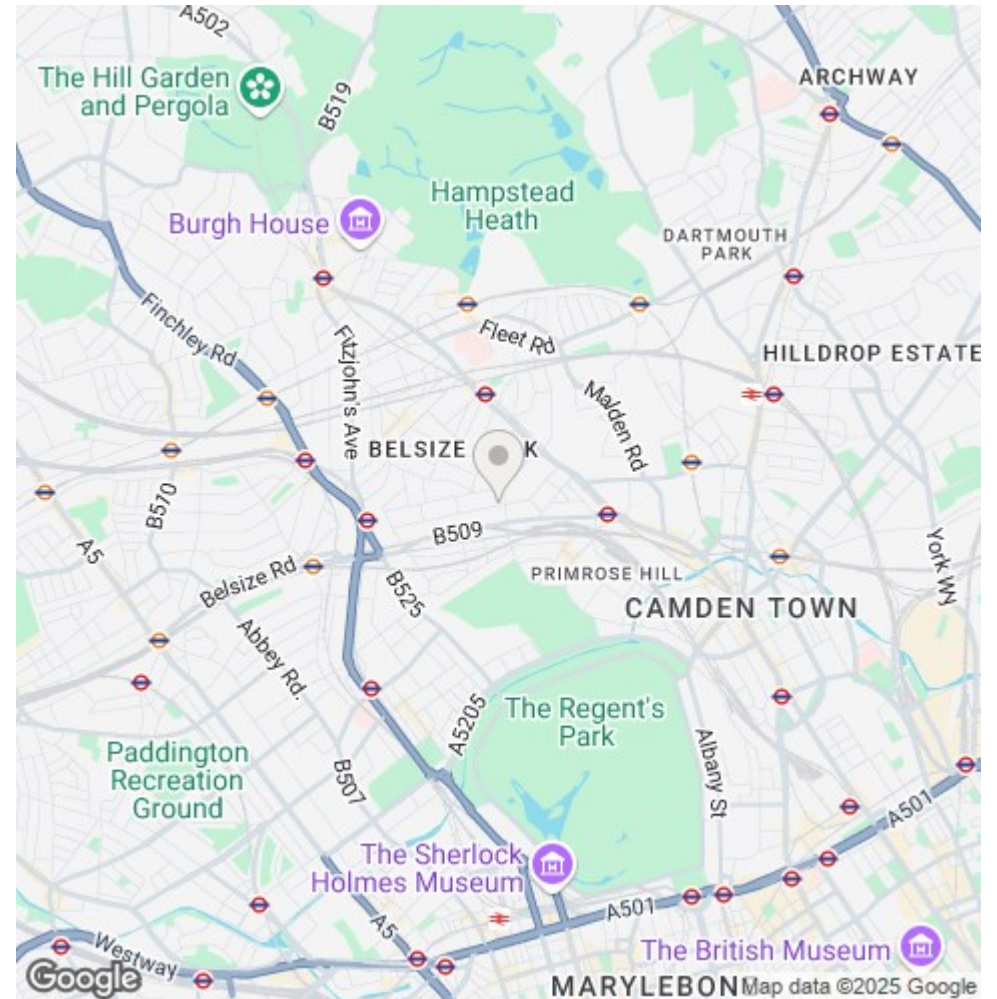 A502
The Hill Garden
and Pergola
B519
ARCHWAY
Hampstead
Heath
Burgh House
DARTMOUTH
PARK
Finchley Rd
Fitzjohn's Ave
Fleet Rd
HILLDROP ESTATE
Malden Rd
BELSIZE K
B510
B509
A5
York Wy
Belsize Rd
B525
PRIMROSE HILL
CAMDEN TOWN
Abbey Rd.
A5205
The Regent's
Park
Albany St
Paddington
Recreation
Ground
B507
A501
The Sherlock
Holmes Museum
A501
A5
Westway
The British Museum
Google
MARYLEBON
Map data ©2025 Google